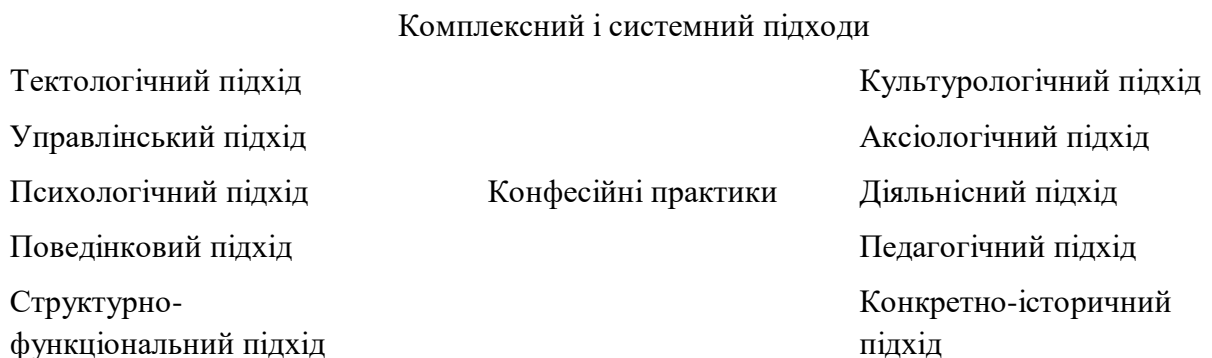 Комплексний і системний підходи
Тектологічний підхід Культурологічний підхід
Управлінський підхід Аксіологічний підхід
Психологічний підхід Конфесійні практики Діяльнісний підхід
Поведінковий підхід Педагогічний підхід
Структурно- Конкретно-історичний
функціональний підхід підхід